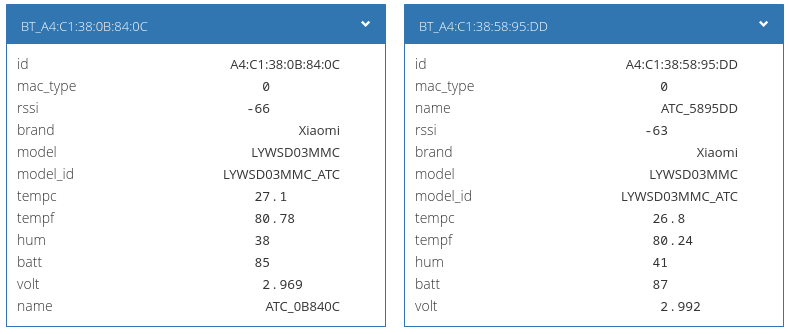 BT_A4:C1:38:0B:84:0C
id A4:C1:38:0B:84:0C
mac_type 0
rssi -66
brand Xiaomi
model LYWSD03MMC
model_id LYWSD03MMC_ATC
tempc 27.1
tempf 80.78
hum 38
batt 85
volt 2.969
name ATC_0B840C
BT_A4:C1:38:58:95:DD
id A4:C1:38:58:95:DD
mac_type 0
name ATC_5895DD
rssi -63
brand Xiaomi
model LYWSD03MMC
model_id LYWSD03MMC_ATC
tempc 26.8
tempf 80.24
hum 41
batt 87
volt 2.992